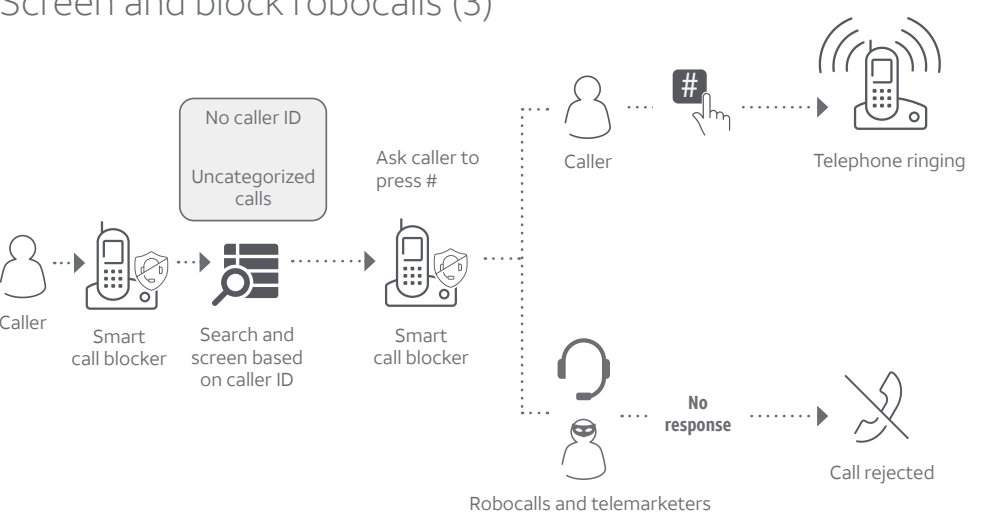 Screen and block robocalls (3)
No caller ID
Uncategorized
calls
Ask caller to
press #
#
Caller
Telephone ringing
Caller
Smart
call blocker
Search and
screen based
on caller ID
Smart
call blocker
No
response
Call rejected
Robocalls and telemarketers